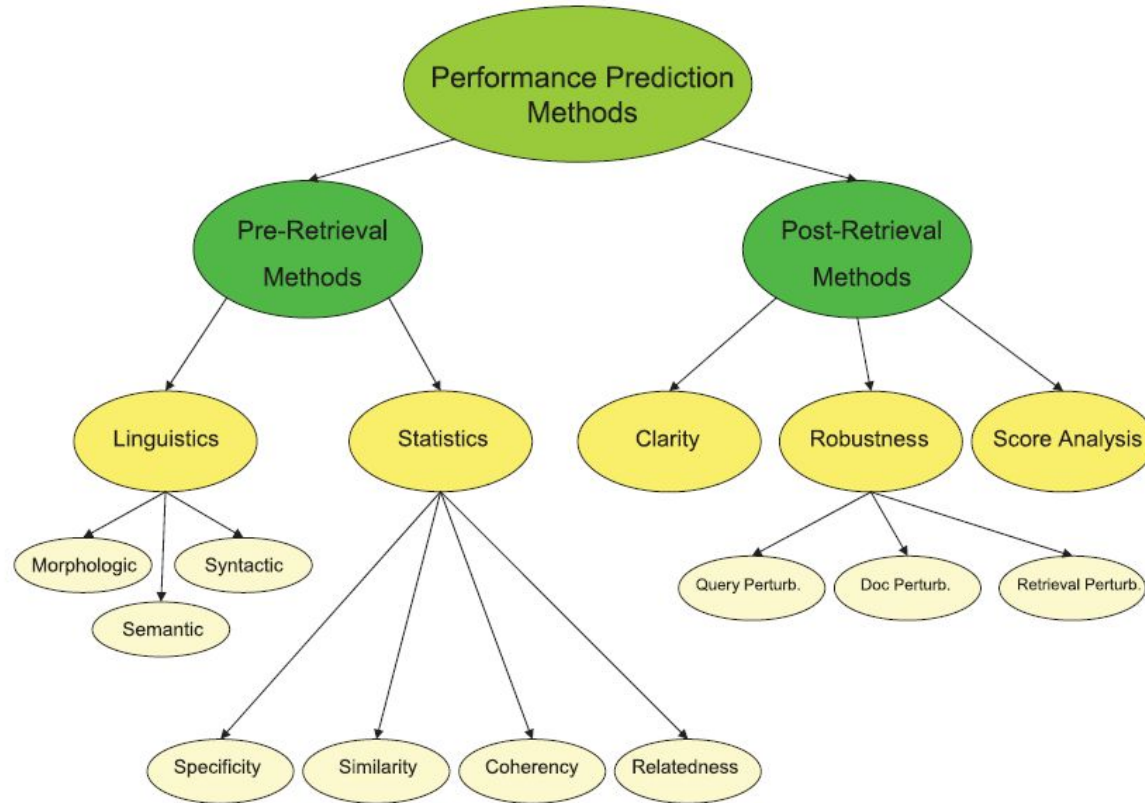 Performance Prediction
Methods
Pre-Retrieval
Methods
Post-Retrieval
Methods
Linguistics
Statistics
Clarity
Robustness
Score Analysis
Morphologic
Syntactic
Semantic
Query Perturb.
Doc Perturb.
Retrieval Perturb.
Specificity
Similarity
Coherency
Relatedness